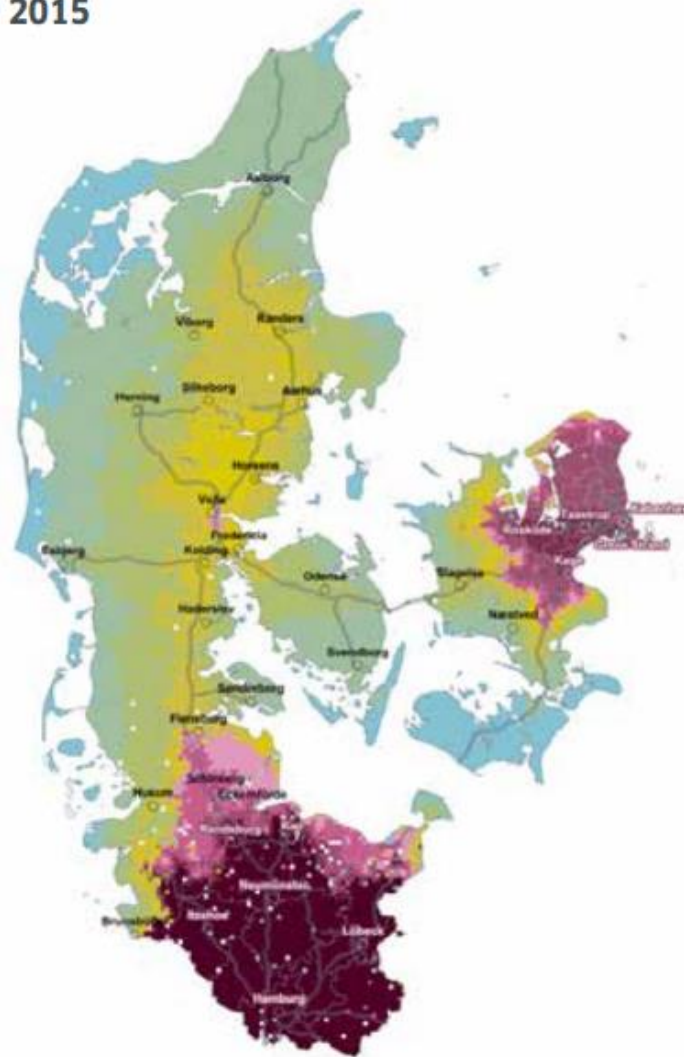 2015
Aalborg
Viborg
Randers
Silkeborg
Aarhus
Herning
Horsens
Vejle
Fredericia
Esbjerg
Kolding
Odense
Slagelse
Roskilde
Taastrup
Køge
Næstved
Haderslev
Svendborg
Sønderborg
Flensburg
Schleswig
Husum
Eckernförde
Rendsburg
Kiel
Neumünster
Itzehoe
Lübeck
Hamburg